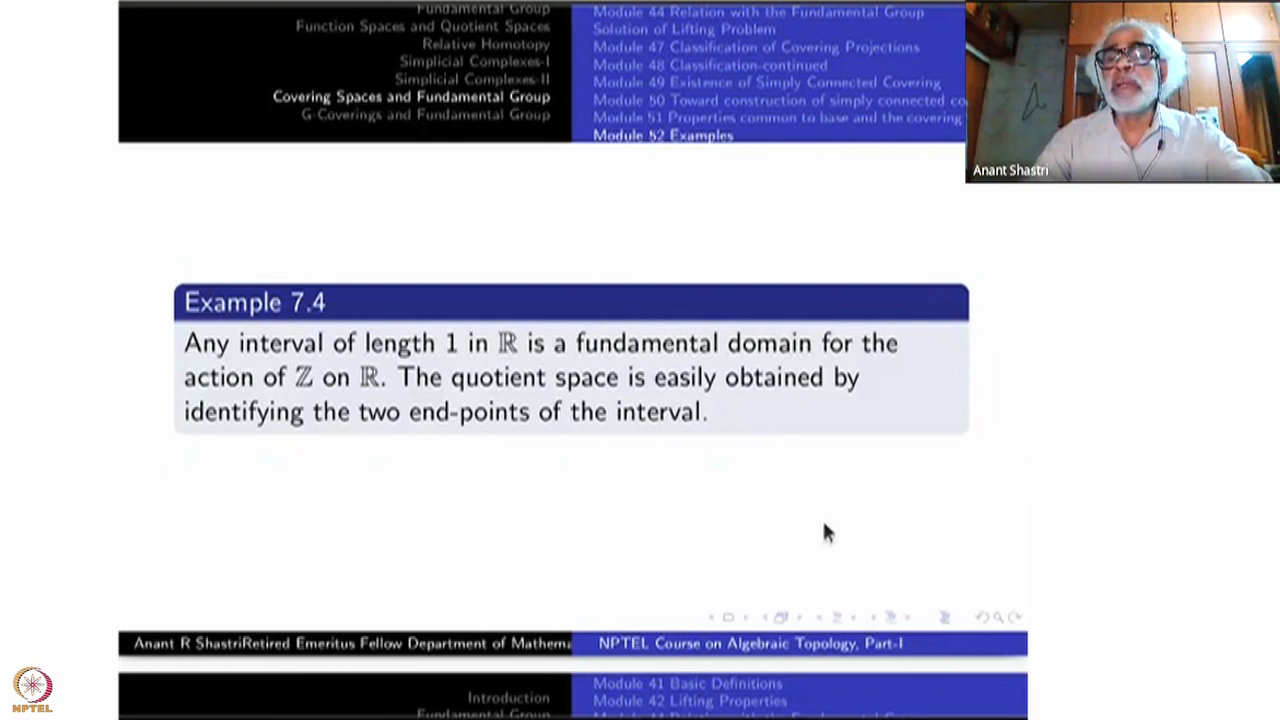 Fundamental Group
Function Spaces and Quotient Spaces
Relative Homotopy
Simplicial Complexes-I
Simplicial Complexes-II
Covering Spaces and Fundamental Group
G-Coverings and Fundamental Group
Module 44 Relation with the Fundamental Group
Solution of Lifting Problem
Module 47 Classification of Covering Projections
Module 48 Classification-continued
Module 49 Existence of Simply Connected Covering
Module 50 Toward construction of simply connected co
Module 51 Properties common to base and the covering
Module 52 Examples
Anant Shastri
Example 7.4
Any interval of length 1 in ℝ is a fundamental domain for the
action of ℤ on ℝ. The quotient space is easily obtained by
identifying the two end-points of the interval.
Anant R ShastriRetired Emeritus Fellow Department of Mathema
NPTEL Course on Algebraic Topology, Part-I
Introduction
Fundamental Group
Module 41 Basic Definitions
Module 42 Lifting Properties
NPTEL